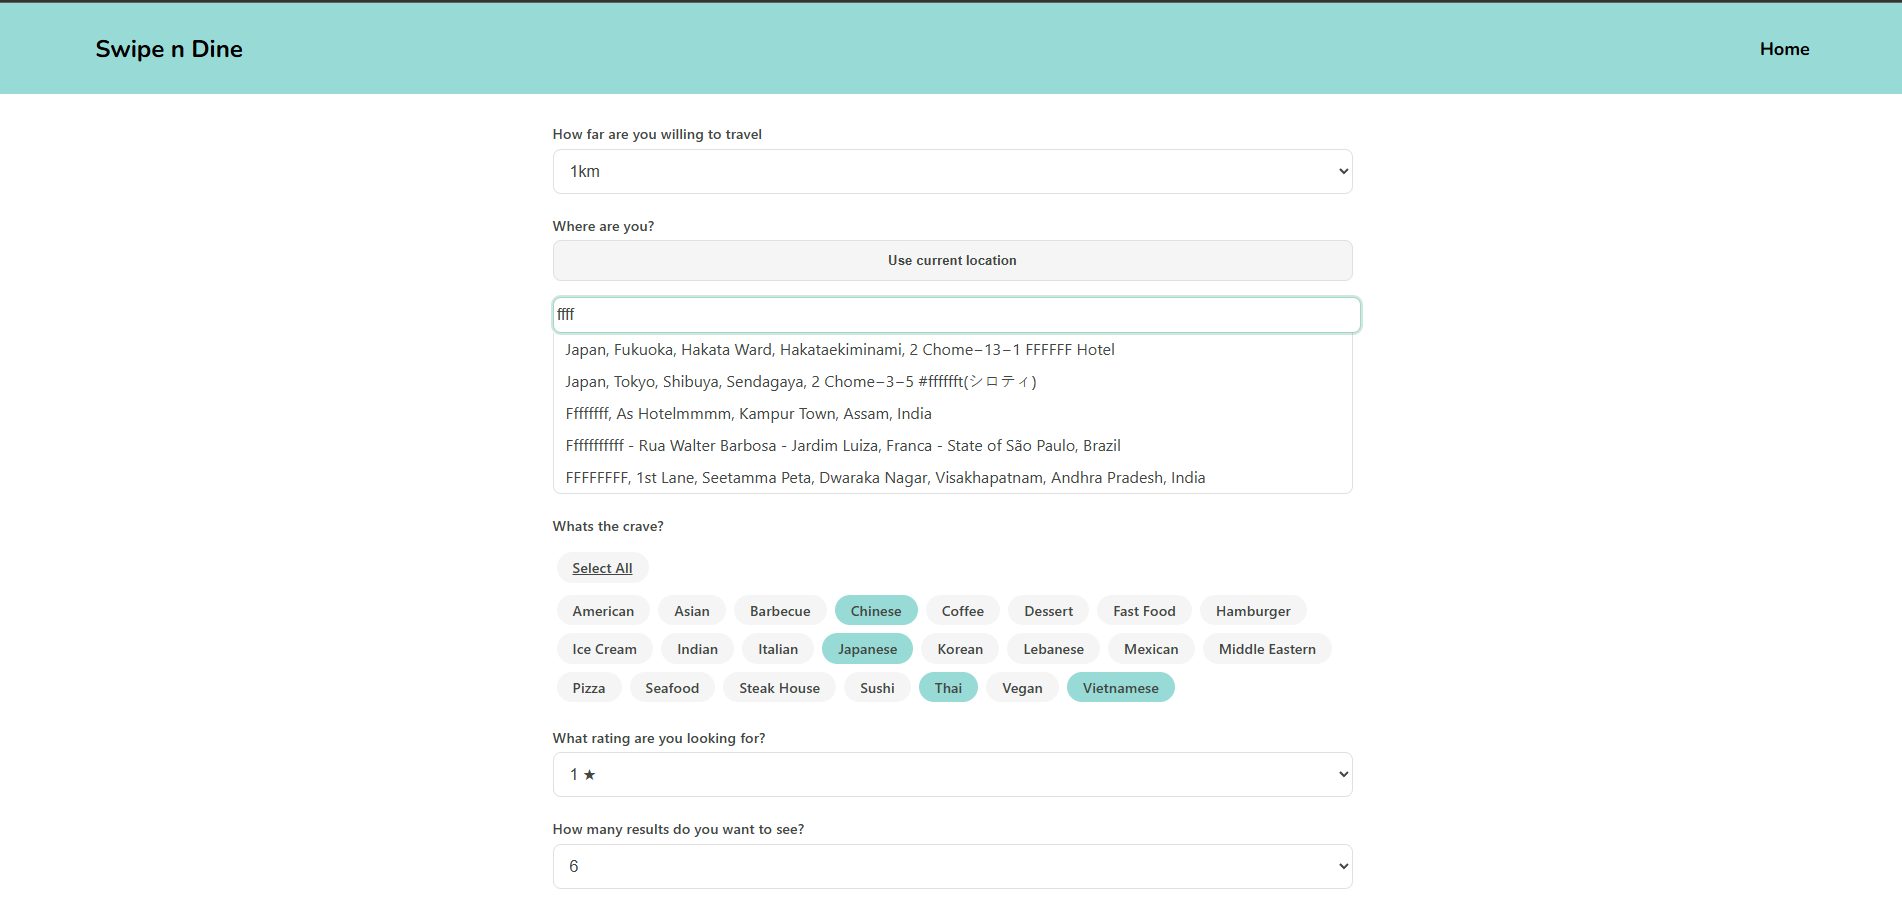 Swipe n Dine Home
How far are you willing to travel
1km
Where are you?
Use current location
ffff
Japan, Fukuoka, Hakata Ward, Hakataekiminami, 2 Chome−13−1 FFFFFF Hotel
Japan, Tokyo, Shibuya, Sendagaya, 2 Chome−3−5 #fffffft(シロティ)
Ffffffff, As Hotelmmmm, Kampur Town, Assam, India
Fffffffffff - Rua Walter Barbosa - Jardim Luiza, Franca - State of São Paulo, Brazil
FFFFFFFF, 1st Lane, Seetamma Peta, Dwaraka Nagar, Visakhapatnam, Andhra Pradesh, India
Whats the crave?
Select All
American Asian Barbecue Chinese Coffee Dessert Fast Food Hamburger
Ice Cream Indian Italian Japanese Korean Lebanese Mexican Middle Eastern
Pizza Seafood Steak House Sushi Thai Vegan Vietnamese
What rating are you looking for?
1 ★
How many results do you want to see?
6